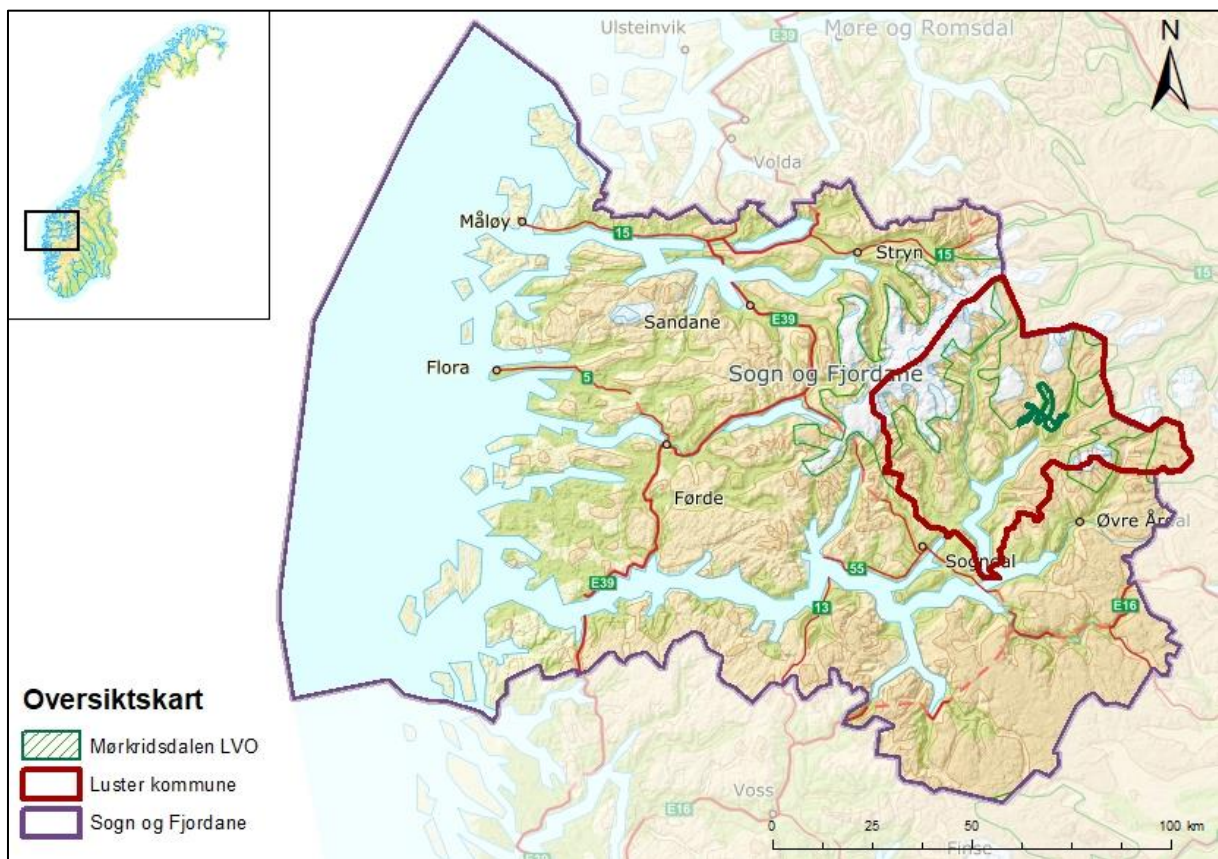 Ulsteinvik
E39
Møre og Romsdal
N
Volda
Måløy
15
Stryn
15
15
Sandane
E39
Flora
5
Sogn og Fjordane
Førde
Øvre Årdal
Sogndal
E39
55
13
E16
Oversiktskart
Mørkridsdalen LVO
Luster kommune
Sogn og Fjordane
Voss
E16
0 25 50 100 km
Finse